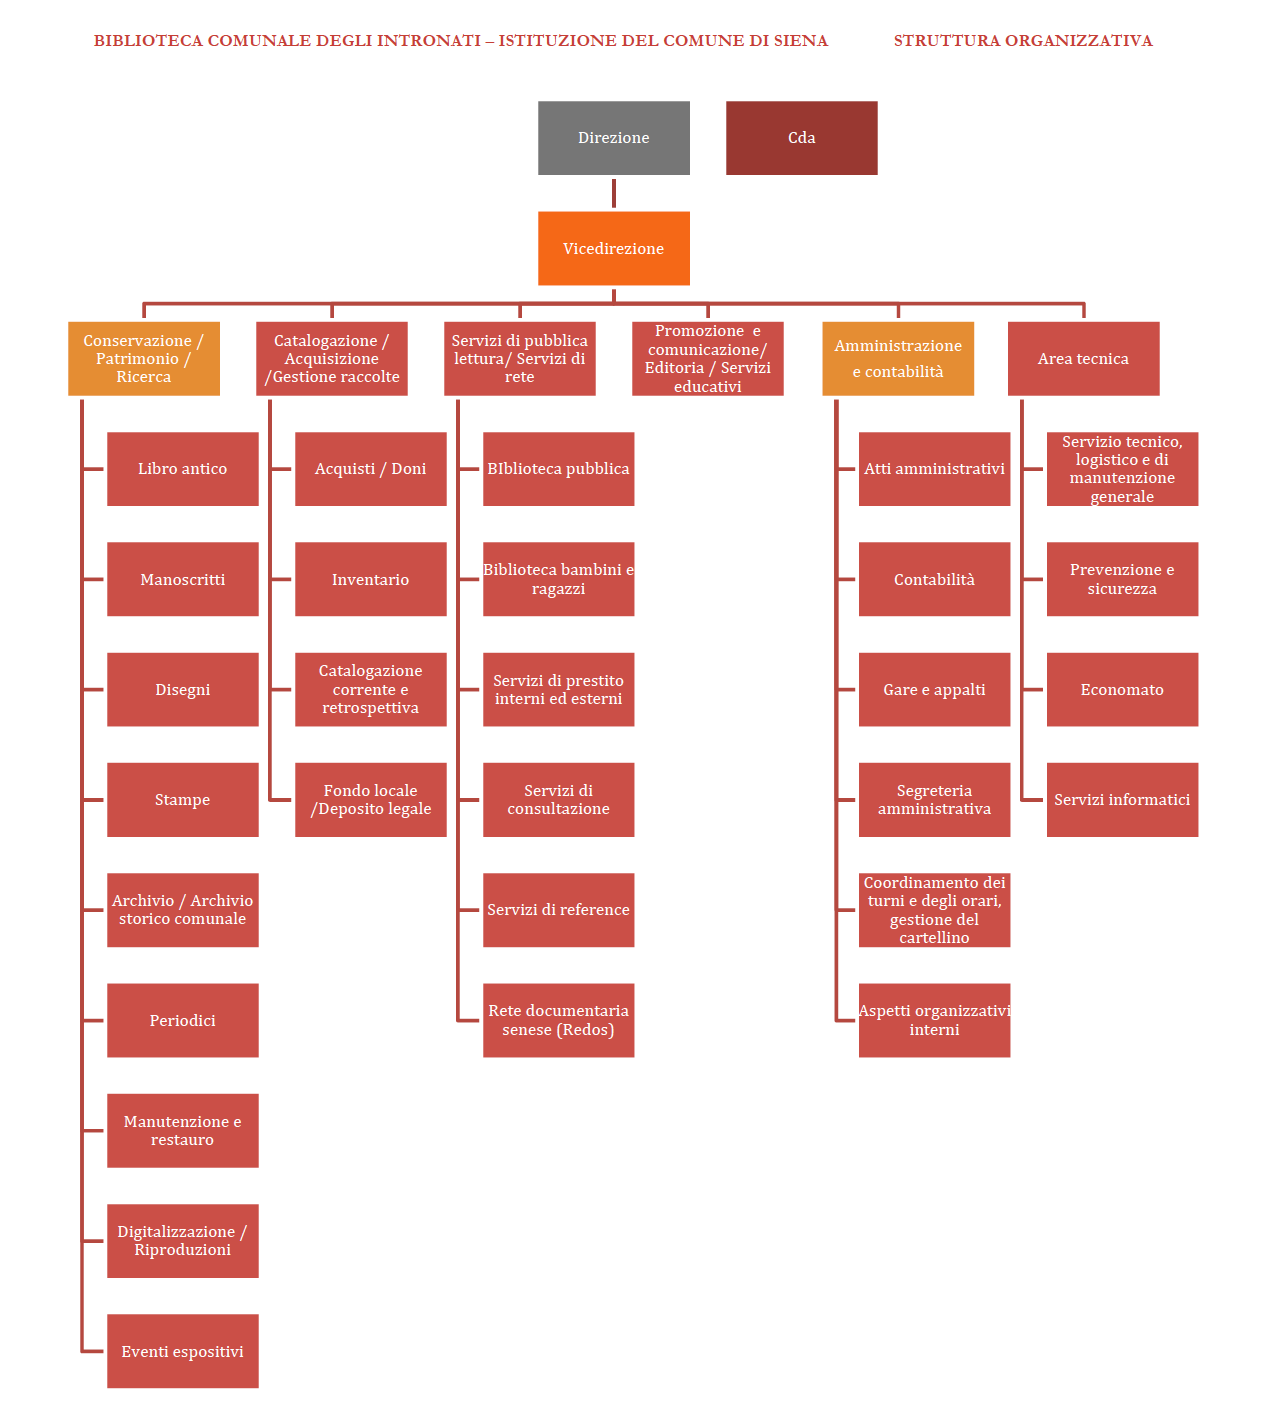 BIBLIOTECA COMUNALE DEGLI INTRONATI – ISTITUZIONE DEL COMUNE DI SIENA STRUTTURA ORGANIZZATIVA
Direzione
Cda
Vicedirezione
Conservazione /
Patrimonio /
Ricerca
Catalogazione /
Acquisizione
/Gestione raccolte
Servizi di pubblica
lettura/ Servizi di
rete
Promozione e
comunicazione/
Editoria / Servizi
educativi
Amministrazione
e contabilità
Area tecnica
Libro antico
Manoscritti
Disegni
Stampe
Archivio / Archivio
storico comunale
Periodici
Manutenzione e
restauro
Digitalizzazione /
Riproduzioni
Eventi espositivi
Acquisti / Doni
Inventario
Catalogazione
corrente e
retrospettiva
Fondo locale
/Deposito legale
BIblioteca pubblica
Biblioteca bambini e
ragazzi
Servizi di prestito
interni ed esterni
Servizi di
consultazione
Servizi di reference
Rete documentaria
senese (Redos)
Atti amministrativi
Contabilità
Gare e appalti
Segreteria
amministrativa
Coordinamento dei
turni e degli orari,
gestione del
cartellino
Aspetti organizzativi
interni
Servizio tecnico,
logistico e di
manutenzione
generale
Prevenzione e
sicurezza
Economato
Servizi informatici